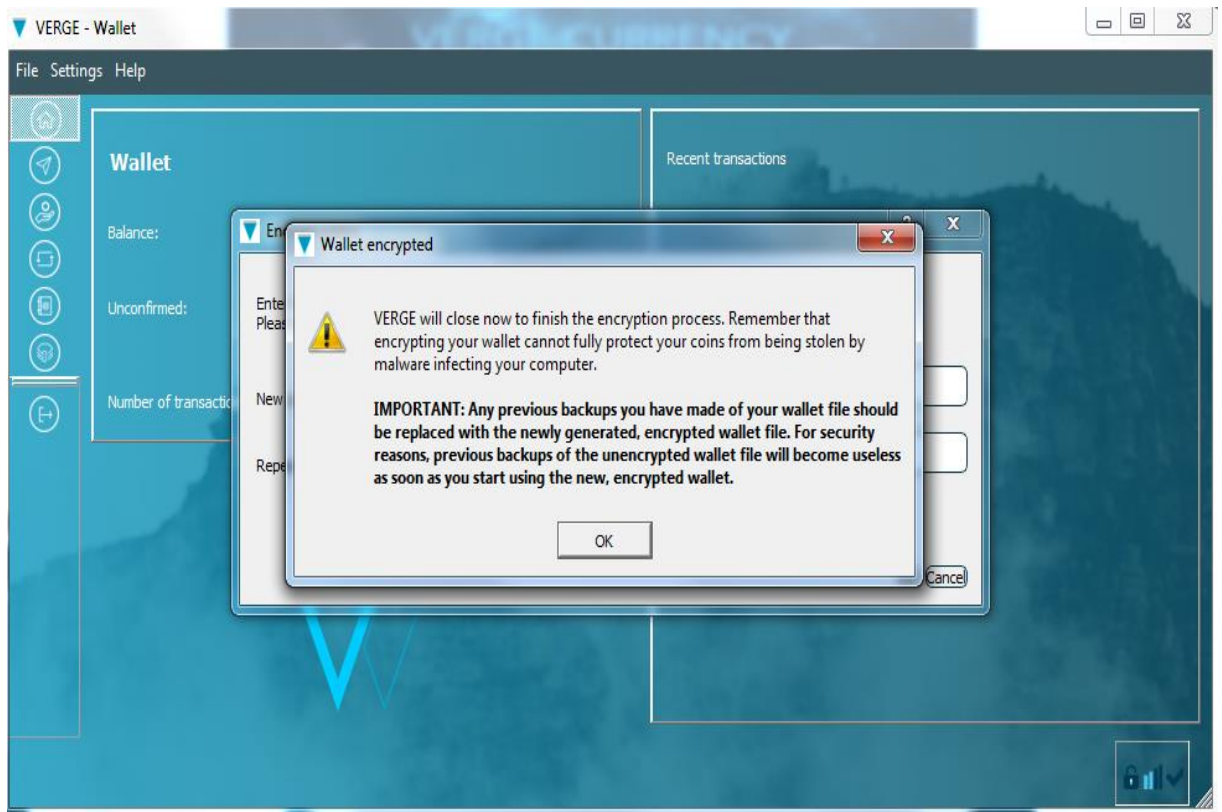 VERGE - Wallet
VERGE CURRENCY
File Settings Help
Wallet
Recent transactions
Balance:
Unconfirmed:
Number of
Wallet encrypted
VERGE will close now to finish the encryption process. Remember that
encrypting your wallet cannot fully protect your coins from being stolen by
malware infecting your computer.
IMPORTANT: Any previous backups you have made of your wallet file should
be replaced with the newly generated, encrypted wallet file. For security
reasons, previous backups of the unencrypted wallet file will become useless
as soon as you start using the new, encrypted wallet.
New
OK
Cancel